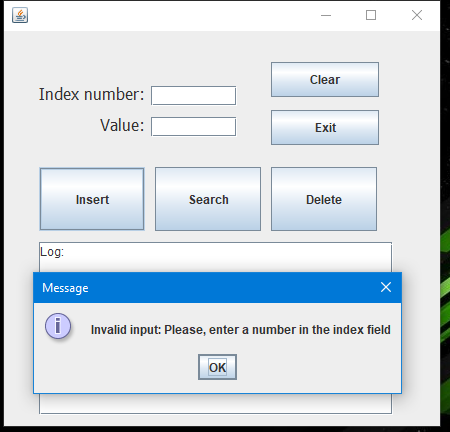 Index number:
Clear
Value:
Exit
Insert
Search
Delete
Log:
Message
Invalid input: Please, enter a number in the index field
OK